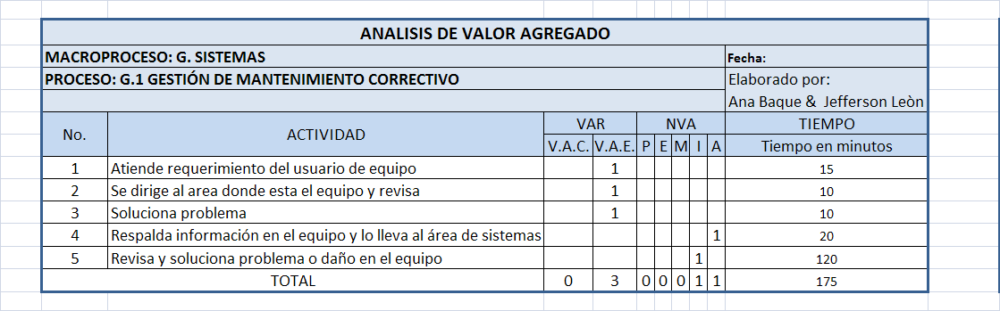 ANALISIS DE VALOR AGREGADO
MACROPROCESO: G. SISTEMAS Fecha:
PROCESO: G.1 GESTIÓN DE MANTENIMIENTO CORRECTIVO Elaborado por:
Ana Baque & Jefferson Leòn
No. ACTIVIDAD VAR NVA TIEMPO
V.A.C. V.A.E. P E M I A Tiempo en minutos
1 Atiende requerimiento del usuario de equipo 1 15
2 Se dirige al area donde esta el equipo y revisa 1 10
3 Soluciona problema 1 10
4 Respalda información en el equipo y lo lleva al área de sistemas 1 20
5 Revisa y soluciona problema o daño en el equipo 1 120
TOTAL 0 3 0 0 0 1 1 175